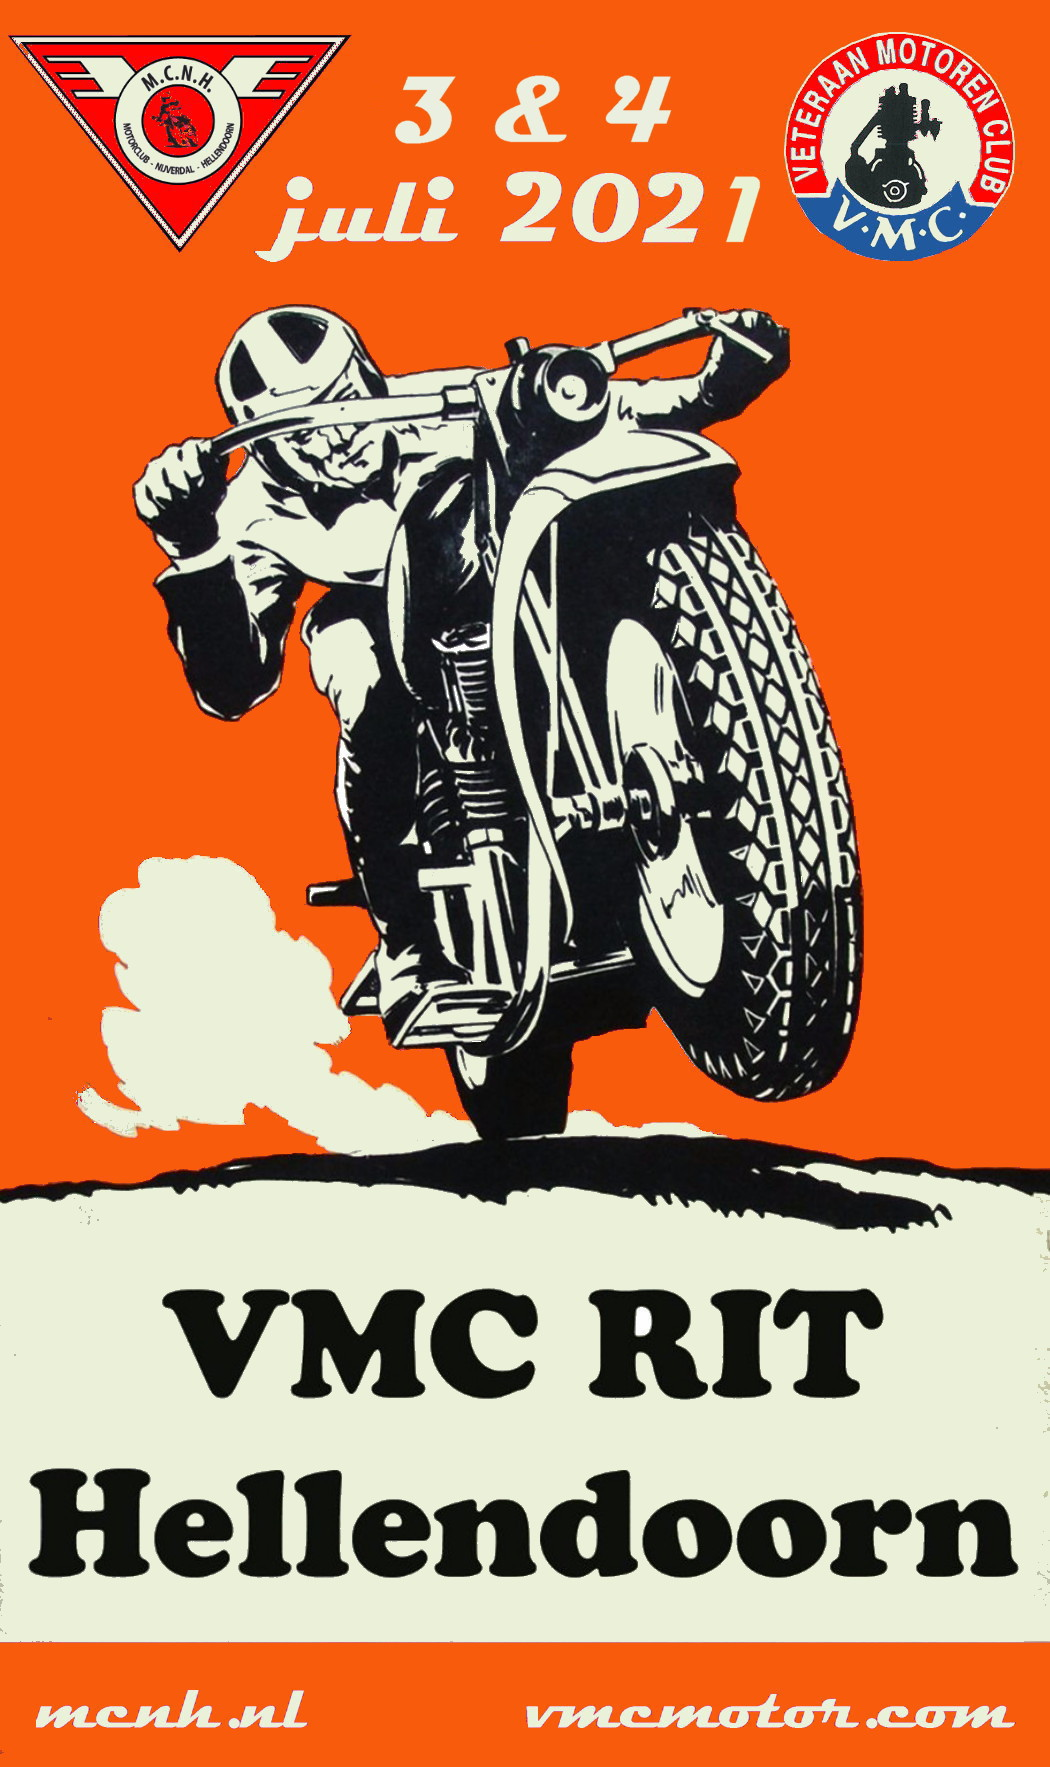 M.C.N.H.
MOTORCLUB - NIJVERDAL - HELLENDOORN
3 & 4
juli 2021
VETERAAN MOTOREN CLUB
V.M.C.
VMC RIT
Hellendoorn
mcnh.nl
vmcmotor.com